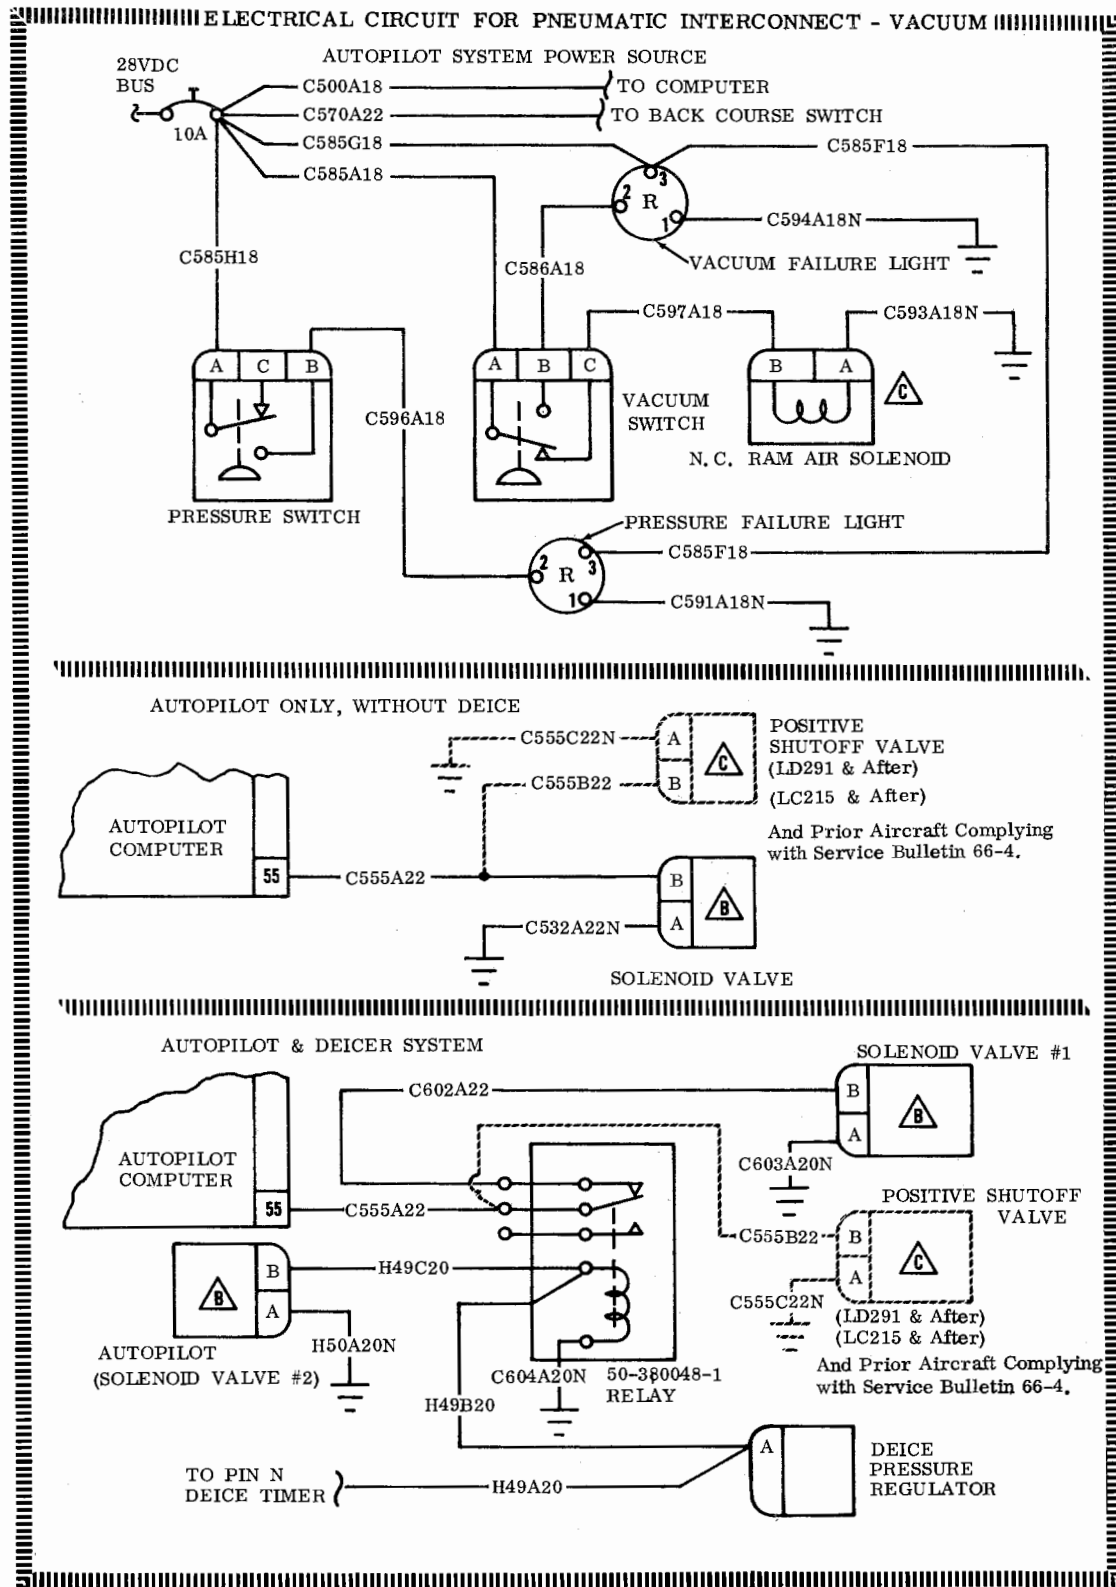 ELECTRICAL CIRCUIT FOR PNEUMATIC INTERCONNECT - VACUUM
AUTOPILOT SYSTEM POWER SOURCE
28VDC
BUS
10A
C500A18
TO COMPUTER
C570A22
TO BACK COURSE SWITCH
C585G18
C585F18
C585A18
3
2
R
1
C594A18N
C585H18
C586A18
VACUUM FAILURE LIGHT
C597A18
C593A18N
A
C
B
A
B
C
B
A
C
C596A18
VACUUM
SWITCH
N.C. RAM AIR SOLENOID
PRESSURE SWITCH
PRESSURE FAILURE LIGHT
C585F18
2
R
3
1
C591A18N
AUTOPILOT ONLY, WITHOUT DEICE
C555C22N
A
B
C
POSITIVE
SHUTOFF VALVE
(LD291 & After)
(LC215 & After)
C555B22
AUTOPILOT
COMPUTER
And Prior Aircraft Complying
with Service Bulletin 66-4.
55
C555A22
B
A
B
C532A22N
SOLENOID VALVE
AUTOPILOT & DEICER SYSTEM
SOLENOID VALVE #1
C602A22
B
A
B
C603A20N
AUTOPILOT
COMPUTER
55
C555A22
POSITIVE SHUTOFF
VALVE
C555B22
B
A
C
B
B
A
H49C20
C555C22N
(LD291 & After)
(LC215 & After)
H50A20N
AUTOPILOT
(SOLENOID VALVE #2)
And Prior Aircraft Complying
with Service Bulletin 66-4.
C604A20N
50-380048-1
RELAY
H49B20
A
DEICE
PRESSURE
REGULATOR
TO PIN N
DEICE TIMER
H49A20